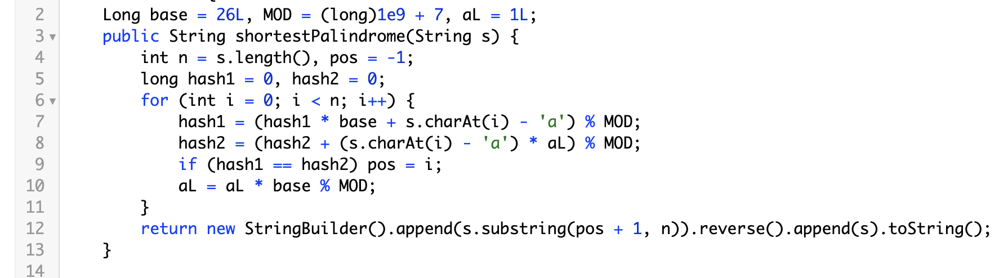 2 Long base = 26L, MOD = (long)1e9 + 7, aL = 1L;
3 ▼ public String shortestPalindrome(String s) {
4 int n = s.length(), pos = -1;
5 long hash1 = 0, hash2 = 0;
6 ▼ for (int i = 0; i < n; i++) {
7 hash1 = (hash1 * base + s.charAt(i) - 'a') % MOD;
8 hash2 = (hash2 + (s.charAt(i) - 'a') * aL) % MOD;
9 if (hash1 == hash2) pos = i;
10 aL = aL * base % MOD;
11 }
12 return new StringBuilder().append(s.substring(pos + 1, n)).reverse().append(s).toString();
13 }
14